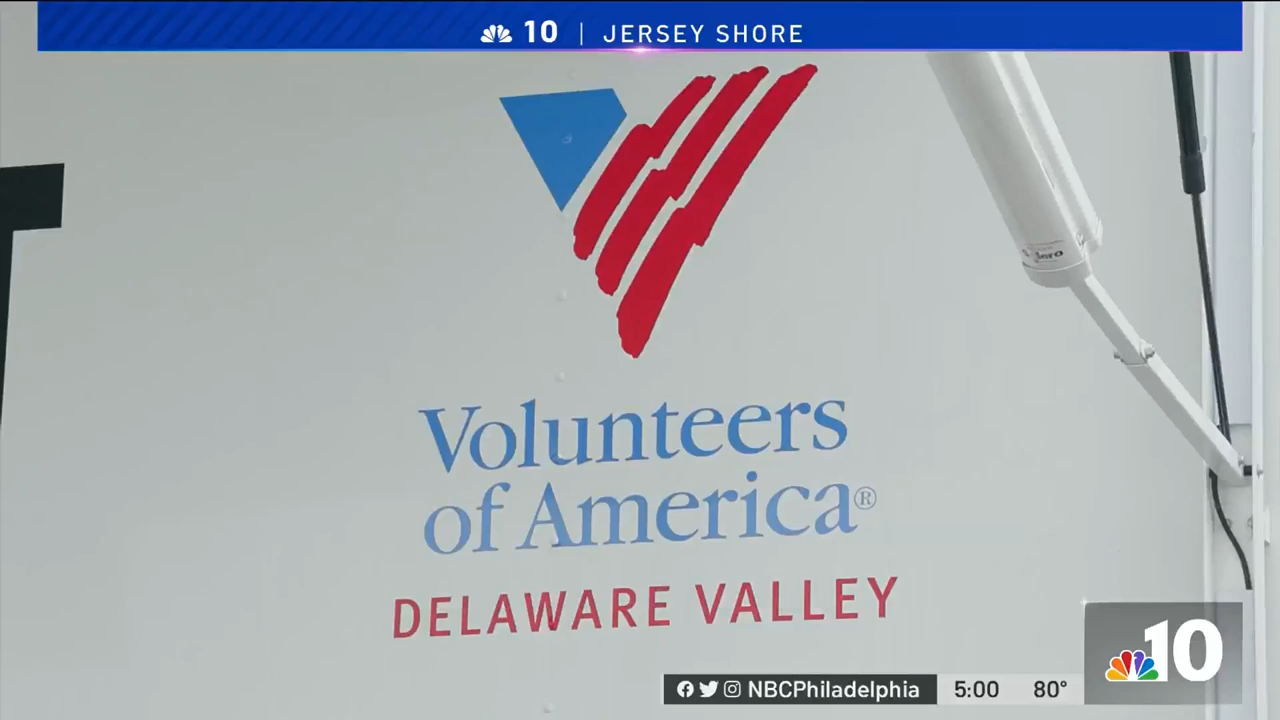 10 | JERSEY SHORE
Volunteers
of America®
DELAWARE VALLEY
10
NBCPhiladelphia 5:00 80°